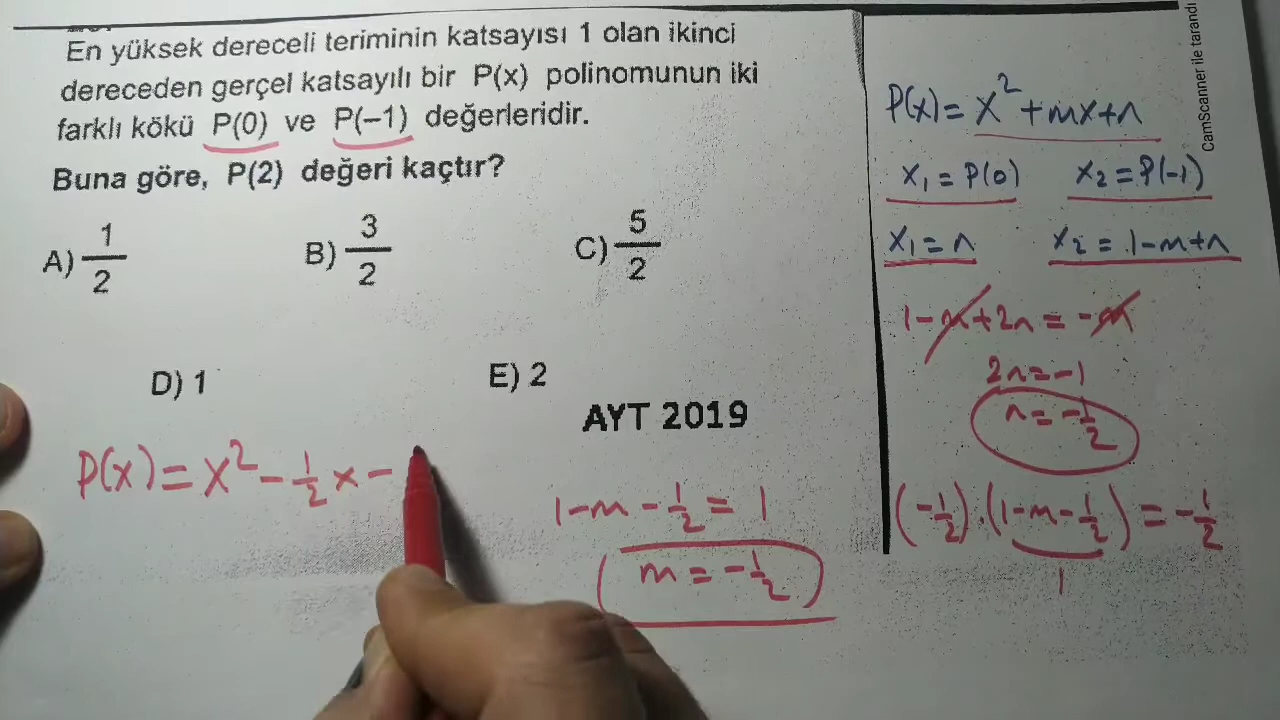 En yüksek dereceli teriminin katsayısı 1 olan ikinci
dereceden gerçel katsayılı bir P(x) polinomunun iki
farklı kökü P(0) ve P(−1) değerleridir.
Buna göre, P(2) değeri kaçtır?
A) 1/2 B) 3/2 C) 5/2
D) 1 E) 2
AYT 2019
P(x) = x² - 1/2 x -
1-m-1/2 = 1
m = -1/2
P(x) = x² + mx + n
x₁ = P(0) x₂ = P(-1)
x₁ = n x₂ = 1-m+n
1-m+2n = -m
2n = -1
n = -1/2
(-1/2).(1-m-1/2) = -1/2
1
CamScanner ile tarandı